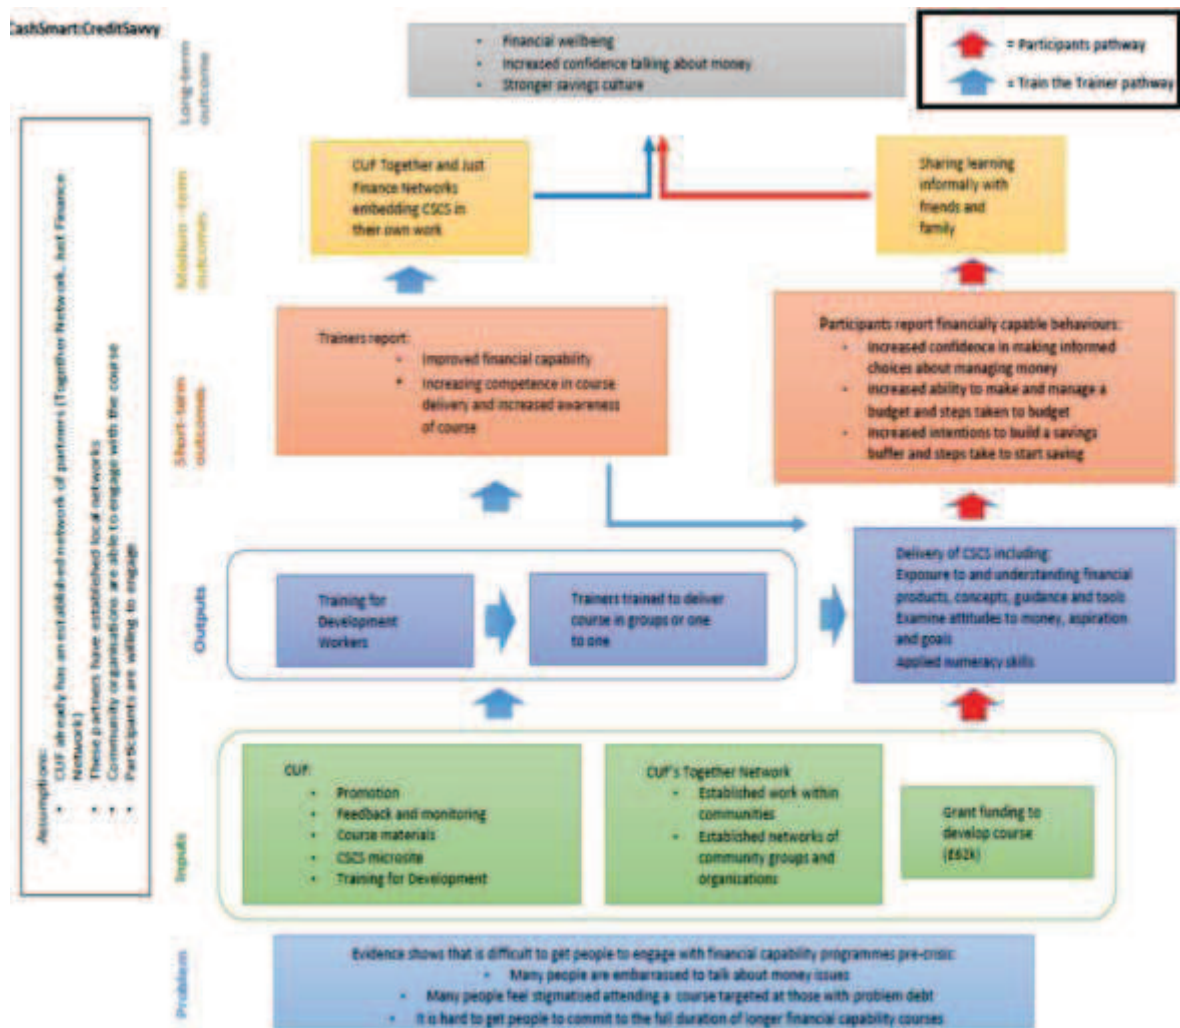 CashSmart:CreditSavvy
Long-term
outcome
• Financial wellbeing
• Increased confidence talking about money
• Stronger savings culture
= Participants pathway
= Train the Trainer pathway
Medium-term
outcomes
CUF Together and Just
Finance Networks
embedding CSCS in
their own work
Sharing learning
informally with
friends and
family
Short-term
outcomes
Trainers report:
• Improved financial capability
• Increasing competence in course
delivery and increased awareness
of course
Participants report financially capable behaviours:
• Increased confidence in making informed
choices about managing money
• Increased ability to make and manage a
budget and steps taken to budget
• Increased intentions to build a savings
buffer and steps take to start saving
Outputs
Training for
Development
Workers
Trainers trained to deliver
course in groups or one
to one
Delivery of CSCS including:
Exposure to and understanding financial
products, concepts, guidance and tools
Examine attitudes to money, aspiration
and goals
Applied numeracy skills
Inputs
CUF:
• Promotion
• Feedback and monitoring
• Course materials
• CSCS microsite
• Training for Development
CUF's Together Network
• Established work within
communities
• Established networks of
community groups and
organisations
Grant funding to
develop course
(£62k)
Problem
Evidence shows that is difficult to get people to engage with financial capability programmes pre-crisis:
• Many people are embarrassed to talk about money issues
• Many people feel stigmatised attending a course targeted at those with problem debt
• It is hard to get people to commit to the full duration of longer financial capability courses
Assumptions:
• CUF already has an established network of partners (Together Network, Just Finance
Network)
• These partners have established local networks
• Community organisations are able to engage with the course
• Participants are willing to engage